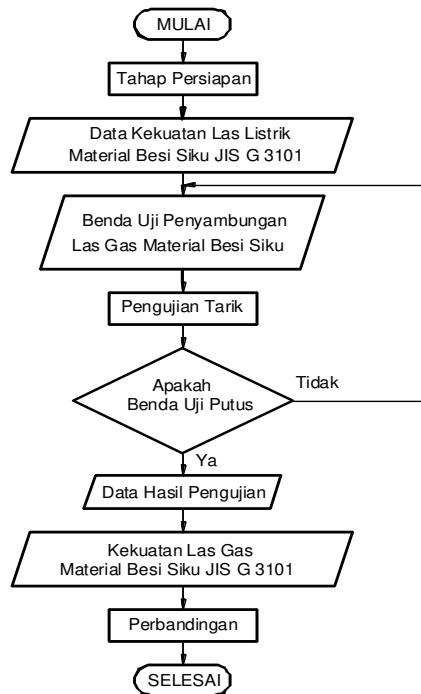 MULAI
Tahap Persiapan
Data Kekuatan Las Listrik
Material Besi Siku JIS G 3101
Benda Uji Penyambungan
Las Gas Material Besi Siku
Pengujian Tarik
Apakah
Benda Uji Putus
Tidak
Ya
Data Hasil Pengujian
Kekuatan Las Gas
Material Besi Siku JIS G 3101
Perbandingan
SELESAI